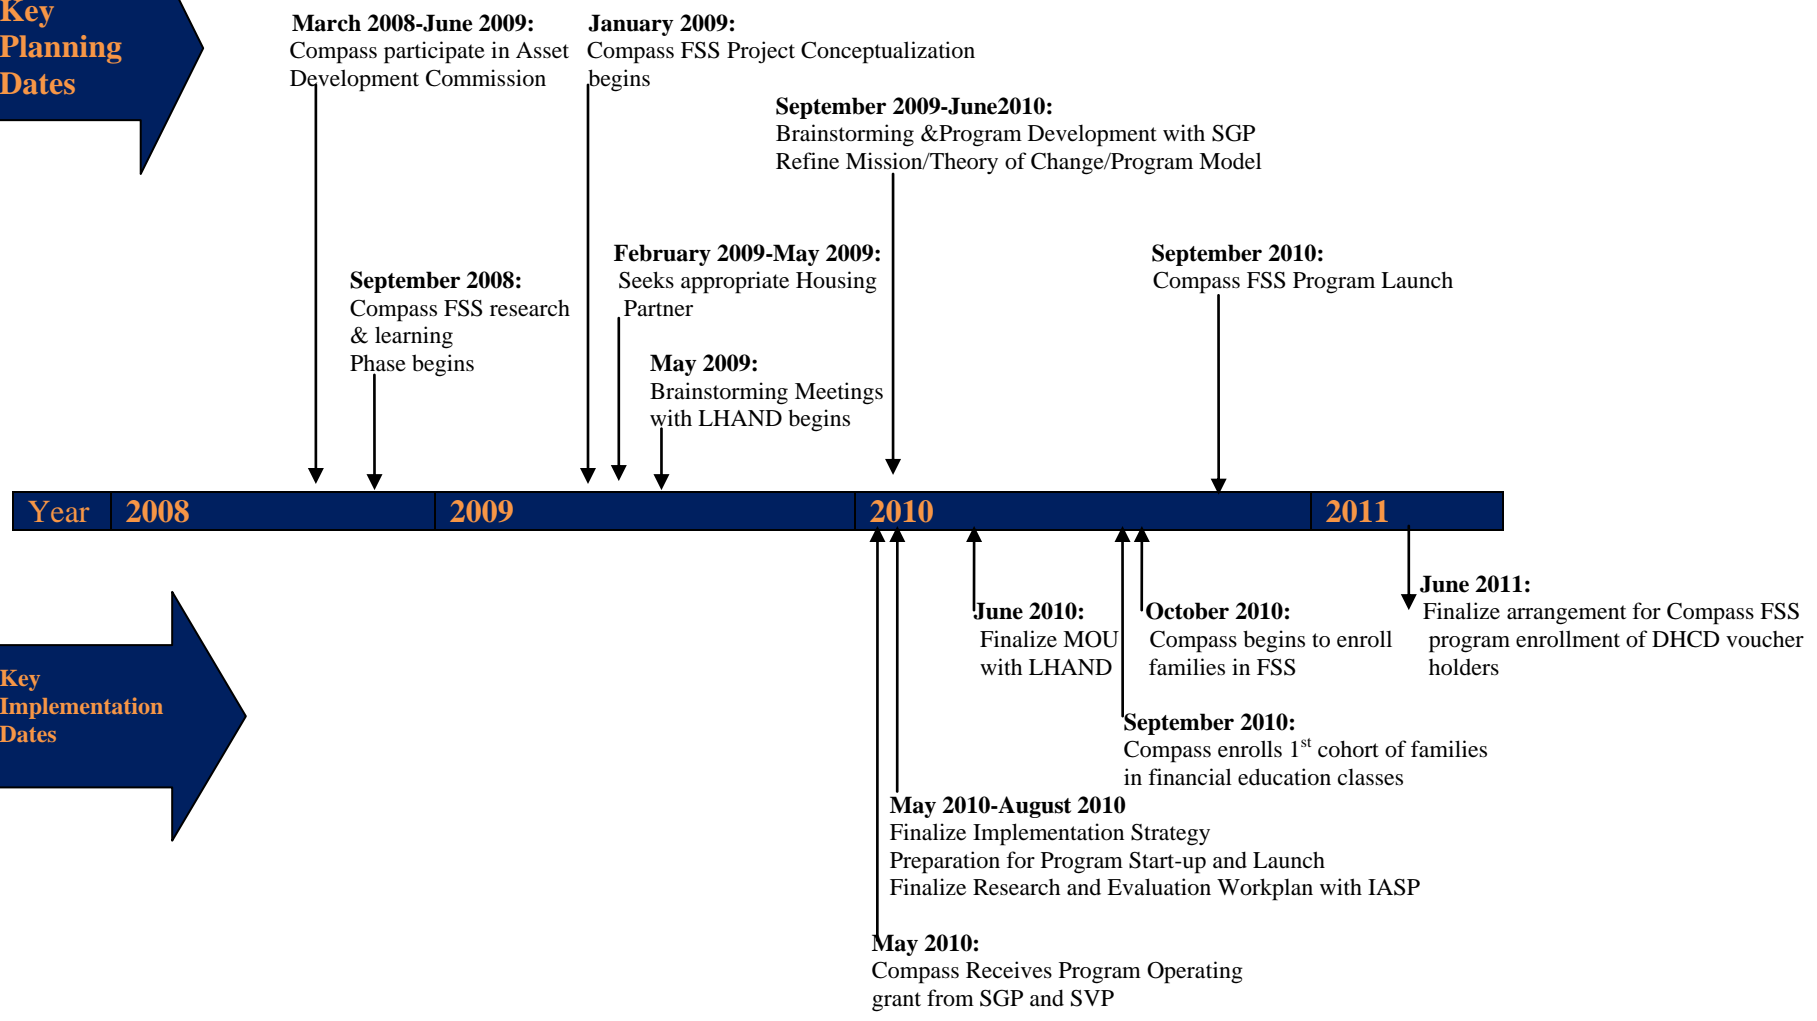 Key
Planning
Dates
March 2008-June 2009:
Compass participate in Asset
Development Commission
January 2009:
Compass FSS Project Conceptualization
begins
September 2009-June2010:
Brainstorming &Program Development with SGP
Refine Mission/Theory of Change/Program Model
September 2008:
Compass FSS research
& learning
Phase begins
February 2009-May 2009:
Seeks appropriate Housing
Partner
May 2009:
Brainstorming Meetings
with LHAND begins
September 2010:
Compass FSS Program Launch
Year 2008 2009 2010 2011
Key
Implementation
Dates
June 2010:
Finalize MOU
with LHAND
October 2010:
Compass begins to enroll
families in FSS
June 2011:
Finalize arrangement for Compass FSS
program enrollment of DHCD voucher
holders
September 2010:
Compass enrolls 1st cohort of families
in financial education classes
May 2010-August 2010
Finalize Implementation Strategy
Preparation for Program Start-up and Launch
Finalize Research and Evaluation Workplan with IASP
May 2010:
Compass Receives Program Operating
grant from SGP and SVP